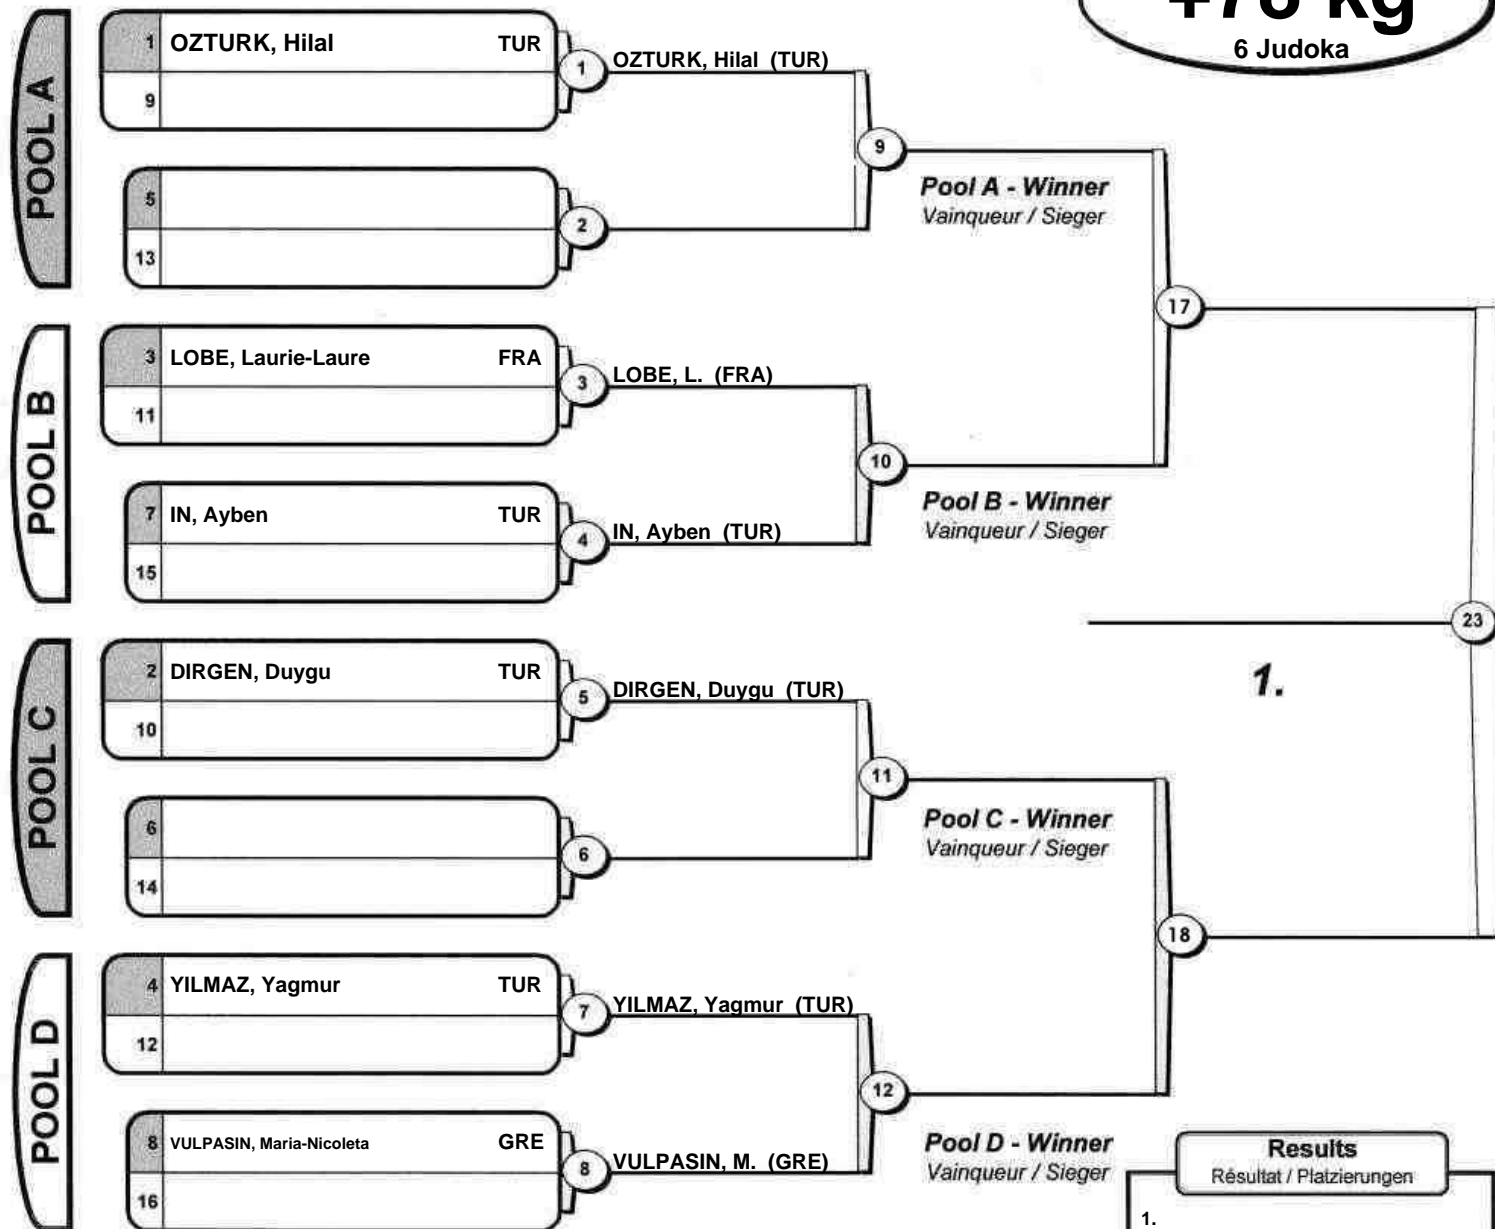 +78 kg
6 Judoka
POOL A
1 OZTURK, Hilal TUR
9
1
OZTURK, Hilal (TUR)
5
13
2
9
Pool A - Winner
Vainqueur / Sieger
POOL B
3 LOBE, Laurie-Laure FRA
11
3
LOBE, L. (FRA)
7 IN, Ayben TUR
15
4
IN, Ayben (TUR)
10
Pool B - Winner
Vainqueur / Sieger
17
POOL C
2 DIRGEN, Duygu TUR
10
5
DIRGEN, Duygu (TUR)
6
14
6
11
Pool C - Winner
Vainqueur / Sieger
23
1.
POOL D
4 YILMAZ, Yagmur TUR
12
7
YILMAZ, Yagmur (TUR)
8 VULPASIN, Maria-Nicoleta GRE
16
8
VULPASIN, M. (GRE)
12
Pool D - Winner
Vainqueur / Sieger
18
Results
Résultat / Platzierungen
1.